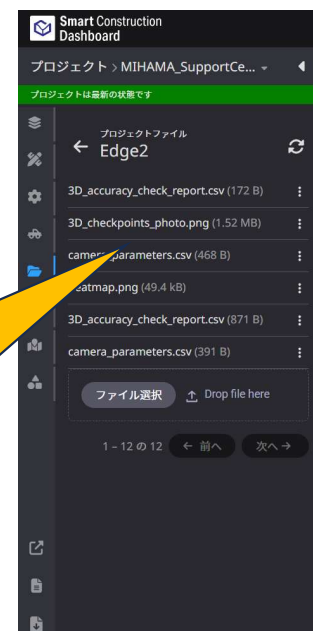 Smart Construction
Dashboard
プロジェクト > MIHAMA_SupportCe...
プロジェクトは最新の状態です
プロジェクトファイル
Edge2
3D_accuracy_check_report.csv (172 B)
3D_checkpoints_photo.png (1.52 MB)
camera_parameters.csv (468 B)
heatmap.png (49.4 kB)
3D_accuracy_check_report.csv (871 B)
camera_parameters.csv (391 B)
ファイル選択 Drop file here
1 – 12 の 12 ← 前へ 次へ →